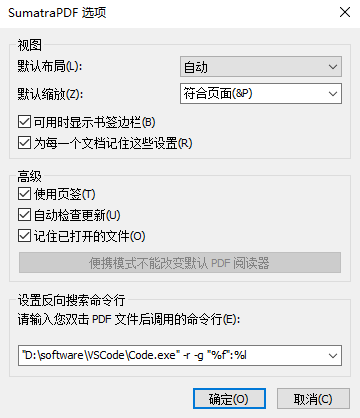 SumatraPDF 选项
视图
默认布局(L):
自动
默认缩放(Z):
符合页面(&P)
可用时显示书签边栏(B)
为每一个文档记住这些设置(R)
高级
使用页签(T)
自动检查更新(U)
记住已打开的文件(O)
便携模式不能改变默认 PDF 阅读器
设置反向搜索命令行
请输入您双击 PDF 文件后调用的命令行(E):
"D:\software\VSCode\Code.exe" -r -g "%f":%l
确定(O)
取消(C)